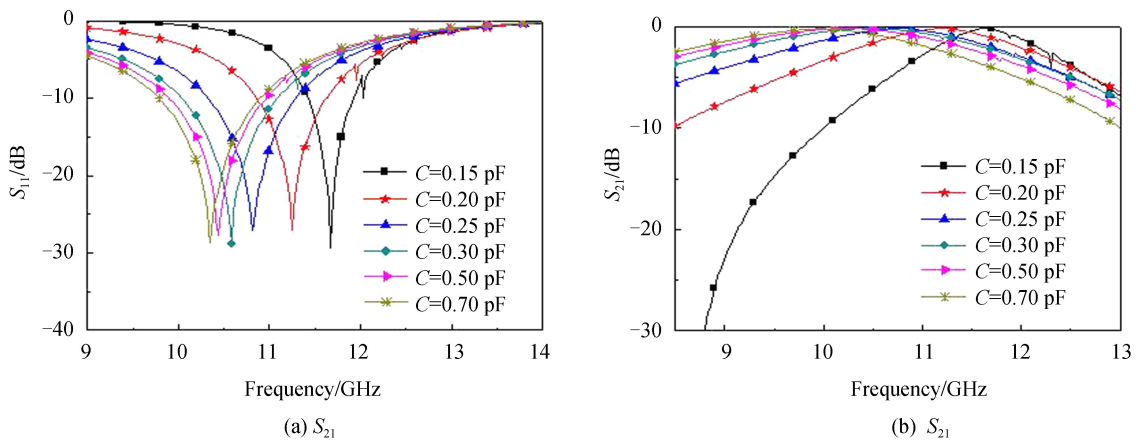 0
−10
−20
−30
−40
S11/dB
9
10
11
12
13
14
Frequency/GHz
C=0.15 pF
C=0.20 pF
C=0.25 pF
C=0.30 pF
C=0.50 pF
C=0.70 pF
(a) S21
0
−10
−20
−30
S21/dB
9
10
11
12
13
Frequency/GHz
C=0.15 pF
C=0.20 pF
C=0.25 pF
C=0.30 pF
C=0.50 pF
C=0.70 pF
(b) S21